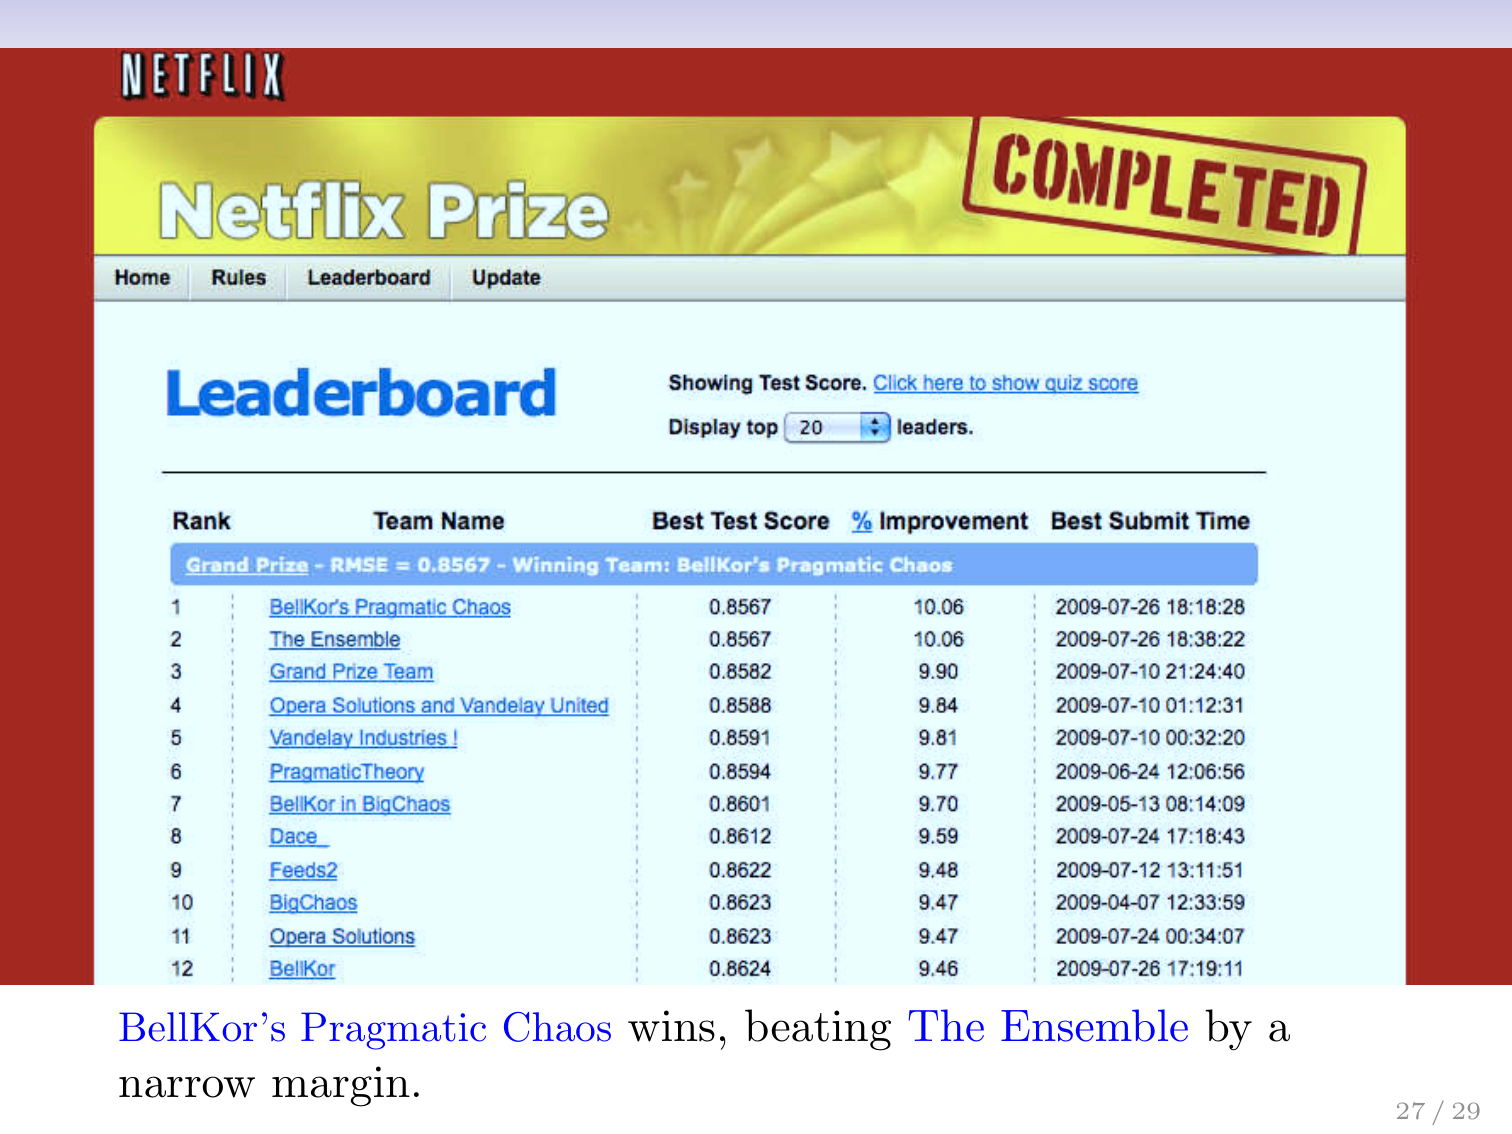 NETFLIX
Netflix Prize
COMPLETED
Home Rules Leaderboard Update
Leaderboard
Showing Test Score. Click here to show quiz score
Display top 20 leaders.
Rank Team Name Best Test Score % Improvement Best Submit Time
Grand Prize - RMSE = 0.8567 - Winning Team: BellKor's Pragmatic Chaos
1 BellKor's Pragmatic Chaos 0.8567 10.06 2009-07-26 18:18:28
2 The Ensemble 0.8567 10.06 2009-07-26 18:38:22
3 Grand Prize Team 0.8582 9.90 2009-07-10 21:24:40
4 Opera Solutions and Vandelay United 0.8588 9.84 2009-07-10 01:12:31
5 Vandelay Industries ! 0.8591 9.81 2009-07-10 00:32:20
6 PragmaticTheory 0.8594 9.77 2009-06-24 12:06:56
7 BellKor in BigChaos 0.8601 9.70 2009-05-13 08:14:09
8 Dace_ 0.8612 9.59 2009-07-24 17:18:43
9 Feeds2 0.8622 9.48 2009-07-12 13:11:51
10 BigChaos 0.8623 9.47 2009-04-07 12:33:59
11 Opera Solutions 0.8623 9.47 2009-07-24 00:34:07
12 BellKor 0.8624 9.46 2009-07-26 17:19:11
BellKor's Pragmatic Chaos wins, beating The Ensemble by a
narrow margin.
27 / 29